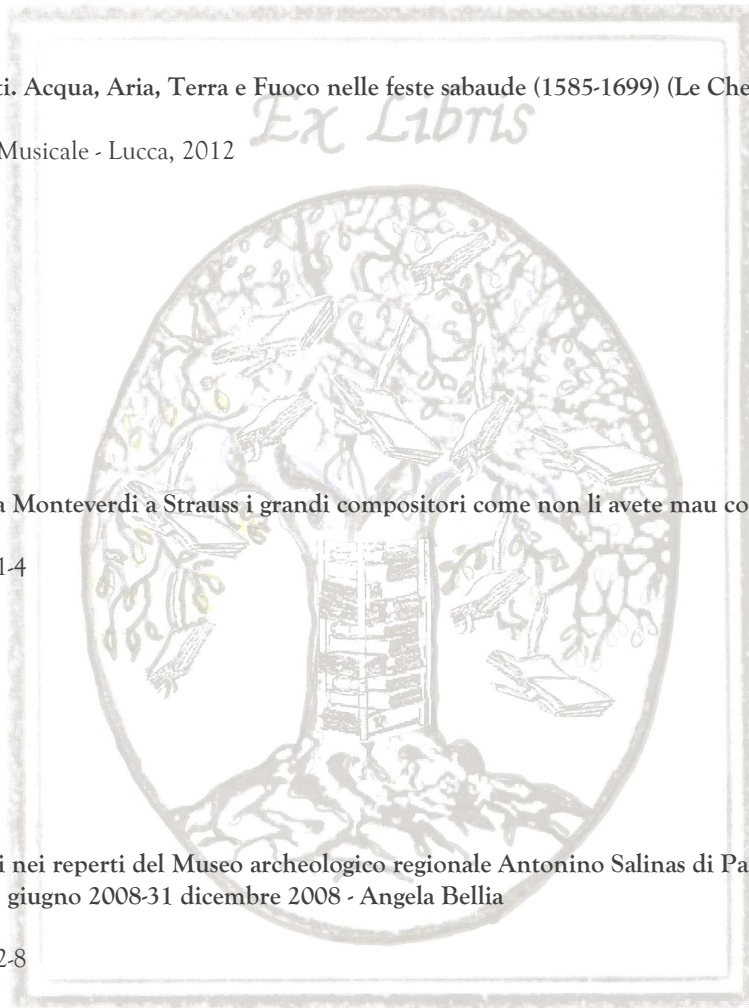 ti. Acqua, Aria, Terra e Fuoco nelle feste sabaude (1585-1699) (Le Che
Ex Libris
Musicale - Lucca, 2012
a Monteverdi a Strauss i grandi compositori come non li avete mau co
1-4
i nei reperti del Museo archeologico regionale Antonino Salinas di Pa
giugno 2008-31 dicembre 2008 - Angela Bellia
2-8